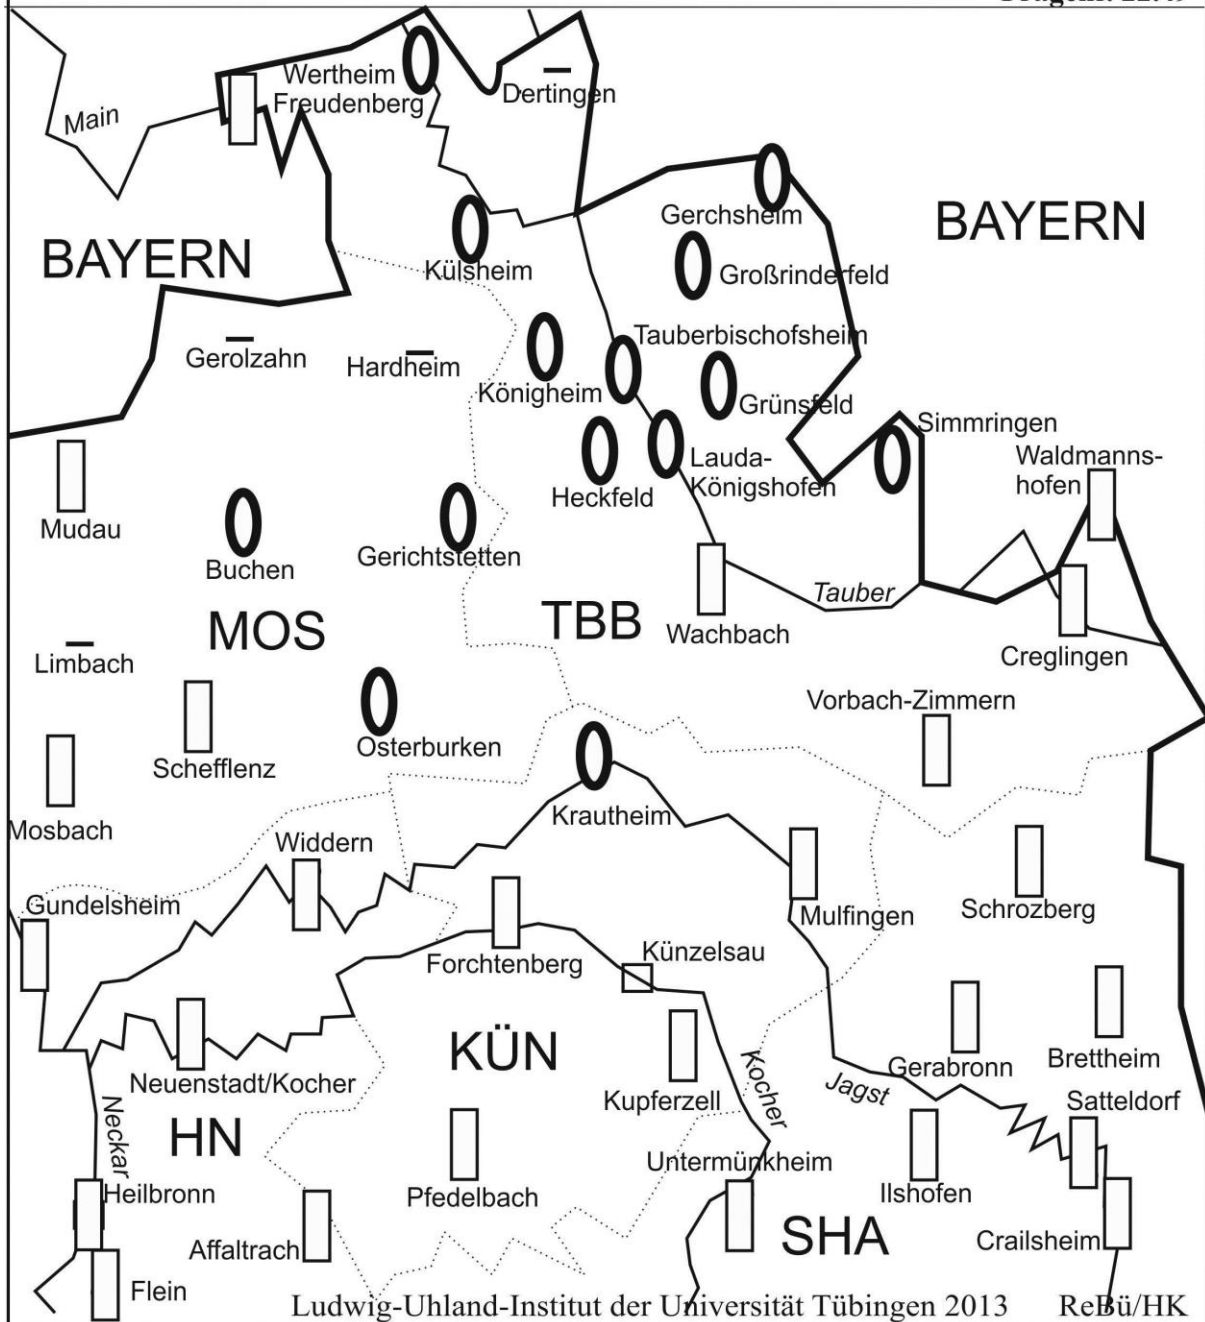 Wertheim
Freudenberg
Dertingen
Main
Gerchsheim
BAYERN
BAYERN
Külsheim
Großrinderfeld
Tauberbischofsheim
Gerolzahn
Hardheim
Königheim
Grünsfeld
Simmringen
Lauda-
Königshofen
Waldmanns-
hofen
Heckfeld
Mudau
Gerichtstetten
Buchen
MOS
TBB
Tauber
Wachbach
Creglingen
Limbach
Vorbach-Zimmern
Osterburken
Schefflenz
Krautheim
Mosbach
Widdern
Gundelsheim
Mulfingen
Schrozberg
Forchtenberg
Künzelsau
KÜN
Gerabronn
Brettheim
Neuenstadt/Kocher
Kupferzell
Kocher
Jagst
Satteldorf
Neckar
HN
Untermünkheim
Heilbronn
Pfedelbach
Ilshofen
Affaltrach
SHA
Crailsheim
Flein
Ludwig-Uhland-Institut der Universität Tübingen 2013 ReBü/HK